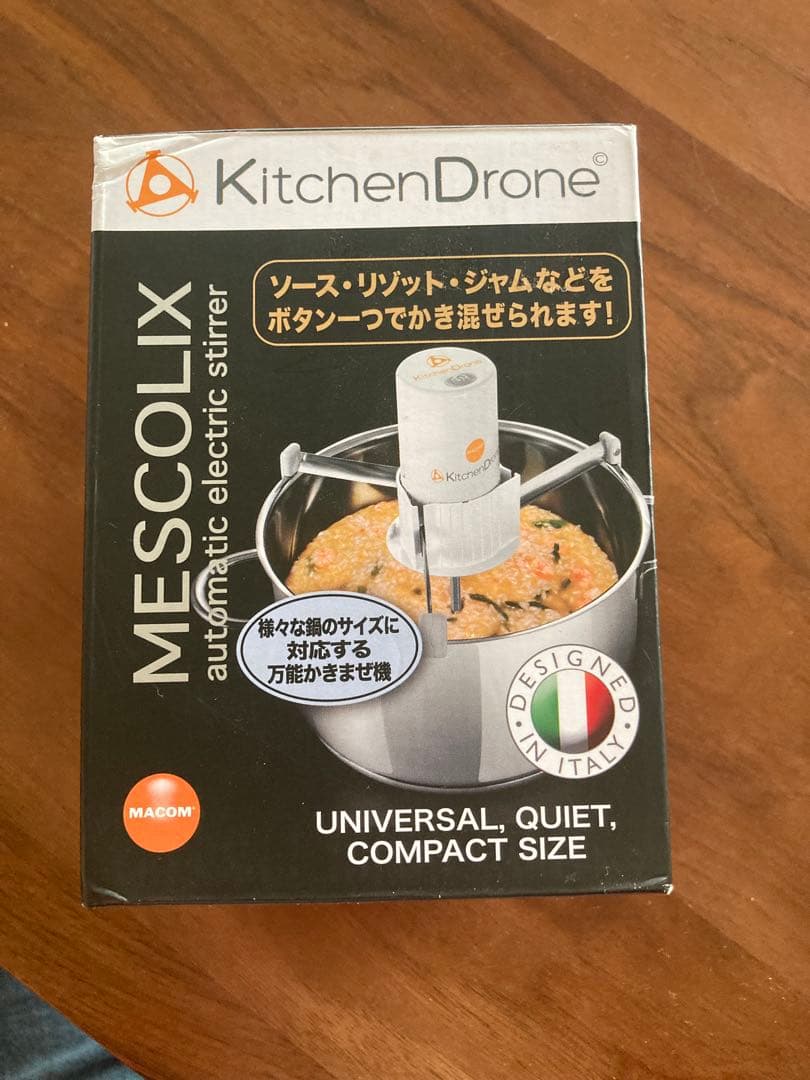 KitchenDrone©
MESCOLIX
automatic electric stirrer
ソース・リゾット・ジャムなどを
ボタン一つでかき混ぜられます!
KitchenDrone
MACOM
KitchenDrone
様々な鍋のサイズに
対応する
万能かきまぜ機
DESIGNED
IN ITALY
MACOM
UNIVERSAL, QUIET,
COMPACT SIZE